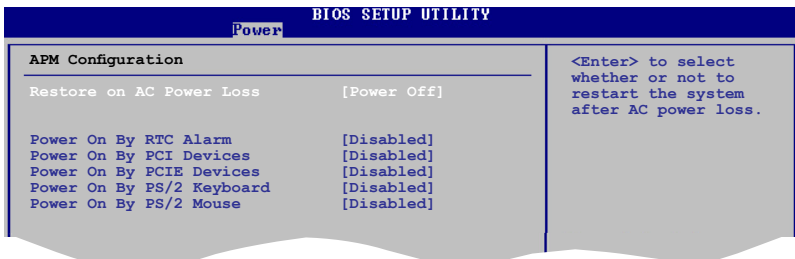 BIOS SETUP UTILITY
Power
APM Configuration
Restore on AC Power Loss [Power Off]
Power On By RTC Alarm [Disabled]
Power On By PCI Devices [Disabled]
Power On By PCIE Devices [Disabled]
Power On By PS/2 Keyboard [Disabled]
Power On By PS/2 Mouse [Disabled]
<Enter> to select
whether or not to
restart the system
after AC power loss.